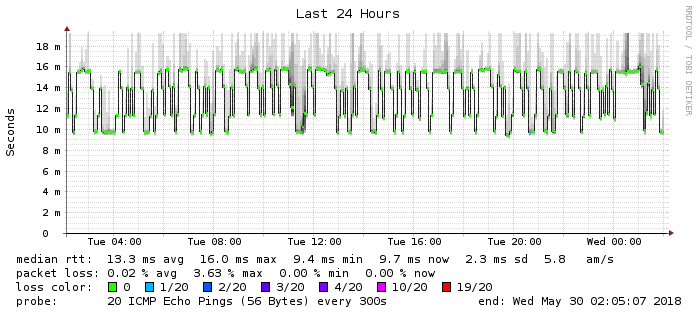 Last 24 Hours
RRDTOOL / TOBI OETIKER
Seconds
18 m
16 m
14 m
12 m
10 m
8 m
6 m
4 m
2 m
0
Tue 04:00 Tue 08:00 Tue 12:00 Tue 16:00 Tue 20:00 Wed 00:00
median rtt: 13.3 ms avg 16.0 ms max 9.4 ms min 9.7 ms now 2.3 ms sd 5.8 am/s
packet loss: 0.02 % avg 3.63 % max 0.00 % min 0.00 % now
loss color: 0 1/20 2/20 3/20 4/20 10/20 19/20
probe: 20 ICMP Echo Pings (56 Bytes) every 300s end: Wed May 30 02:05:07 2018